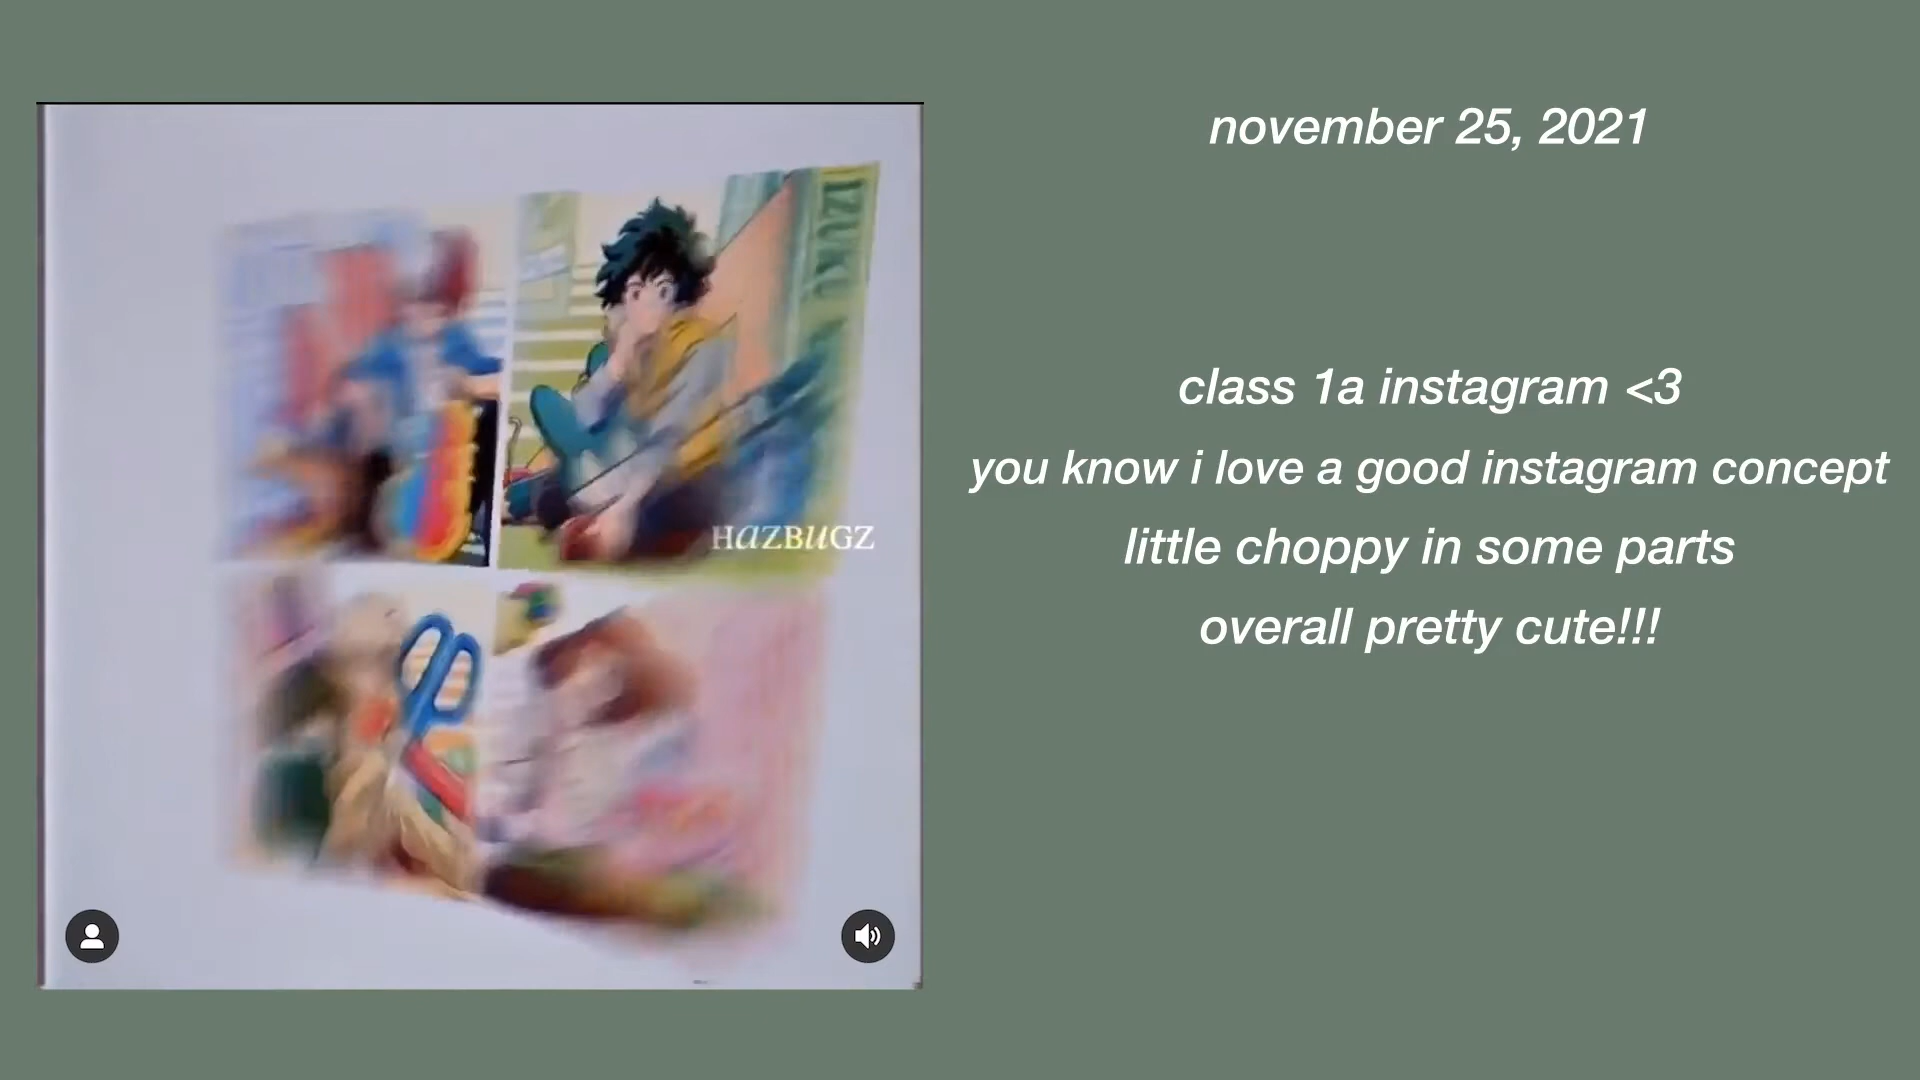 november 25, 2021
class 1a instagram <3
you know i love a good instagram concept
little choppy in some parts
overall pretty cute!!!
IZUKU
HaZBuGZ